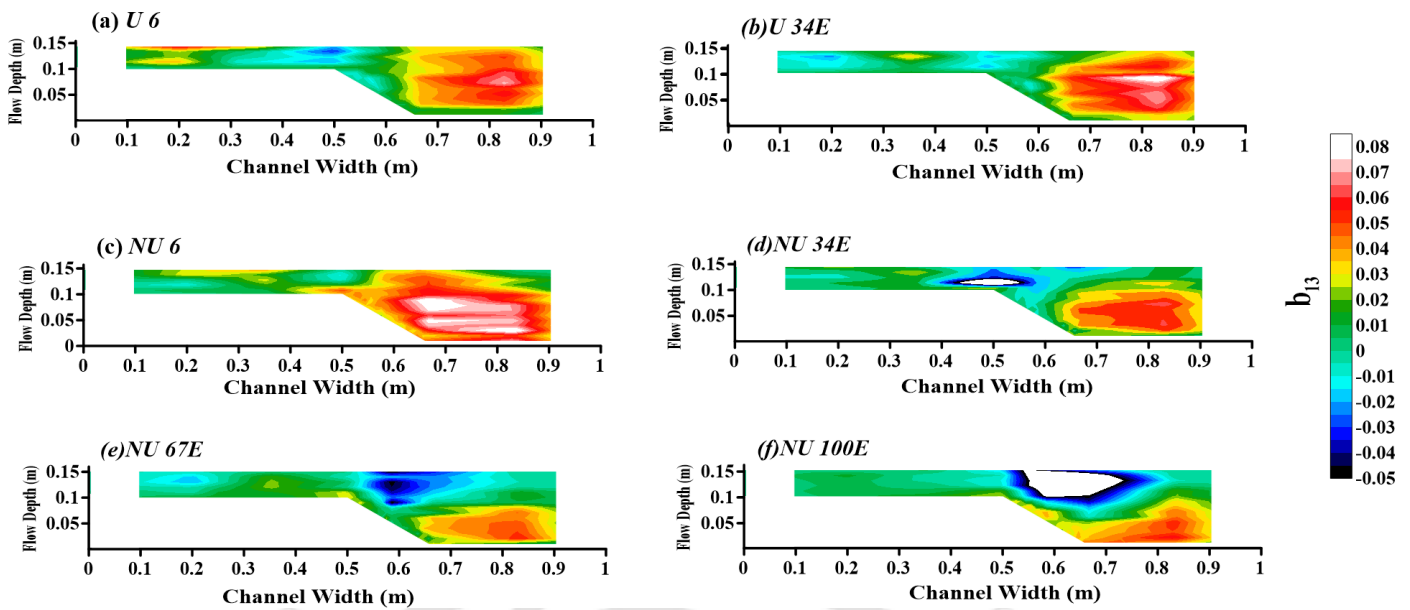 (a) U 6
Flow Depth (m)
0.15
0.1
0.05
0 0.1 0.2 0.3 0.4 0.5 0.6 0.7 0.8 0.9 1
Channel Width (m)
(b)U 34E
Flow Depth (m)
0.15
0.1
0.05
0 0.1 0.2 0.3 0.4 0.5 0.6 0.7 0.8 0.9 1
Channel Width (m)
(c) NU 6
Flow Depth (m)
0.15
0.1
0.05
0
0 0.1 0.2 0.3 0.4 0.5 0.6 0.7 0.8 0.9 1
Channel Width (m)
(d)NU 34E
Flow Depth (m)
0.15
0.1
0.05
0 0.1 0.2 0.3 0.4 0.5 0.6 0.7 0.8 0.9 1
Channel Width (m)
(e)NU 67E
Flow Depth (m)
0.15
0.1
0.05
0 0.1 0.2 0.3 0.4 0.5 0.6 0.7 0.8 0.9 1
Channel Width (m)
(f)NU 100E
Flow Depth (m)
0.15
0.1
0.05
0 0.1 0.2 0.3 0.4 0.5 0.6 0.7 0.8 0.9 1
Channel Width (m)
b13
0.08
0.07
0.06
0.05
0.04
0.03
0.02
0.01
0
-0.01
-0.02
-0.03
-0.04
-0.05